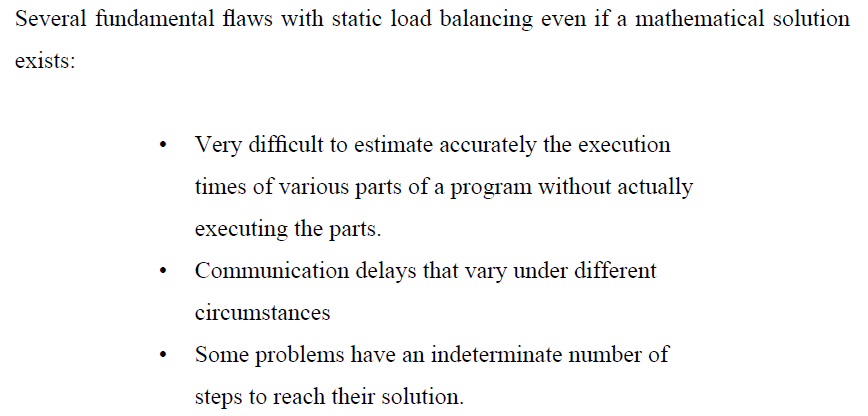 Several fundamental flaws with static load balancing even if a mathematical solution
exists:
• Very difficult to estimate accurately the execution
times of various parts of a program without actually
executing the parts.
• Communication delays that vary under different
circumstances
• Some problems have an indeterminate number of
steps to reach their solution.